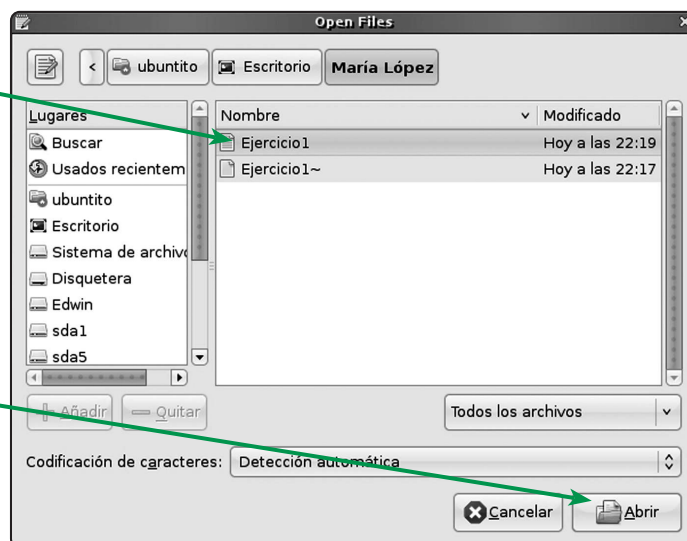 Open Files
< ubuntito Escritorio María López
Lugares
Buscar
Usados recientem
ubuntito
Escritorio
Sistema de archivo
Disquetera
Edwin
sda1
sda5
Nombre Modificado
Ejercicio1 Hoy a las 22:19
Ejercicio1~ Hoy a las 22:17
Añadir Quitar Todos los archivos
Codificación de caracteres: Detección automática
Cancelar Abrir